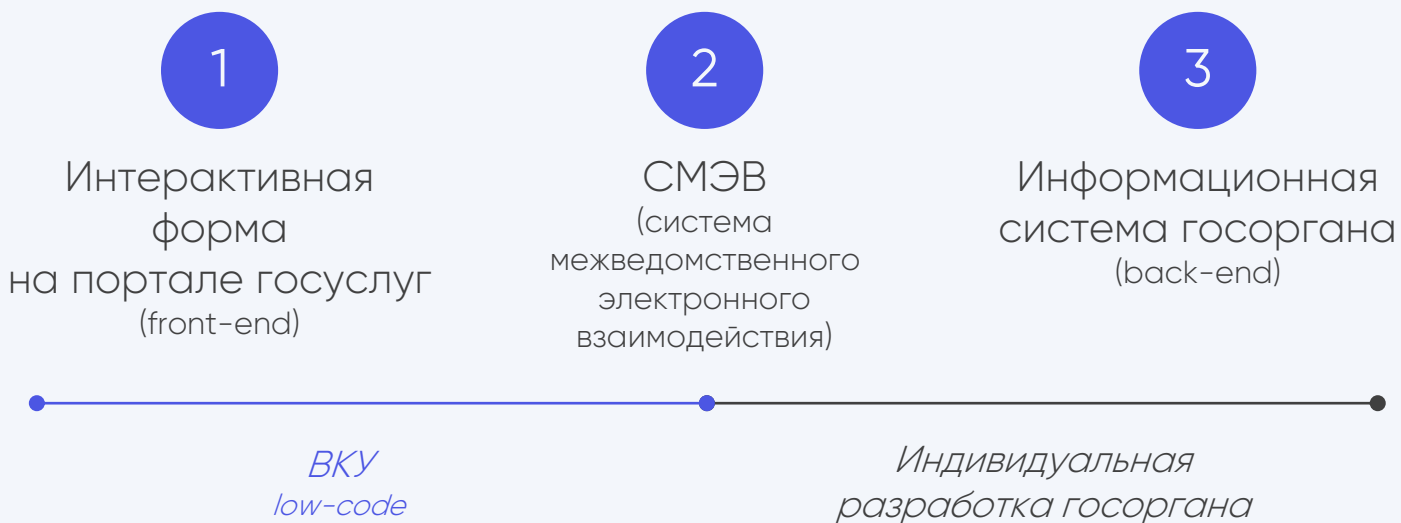 1
Интерактивная
форма
на портале госуслуг
(front-end)
2
СМЭВ
(система
межведомственного
электронного
взаимодействия)
3
Информационная
система госоргана
(back-end)
ВКУ
low-code
Индивидуальная
разработка госоргана